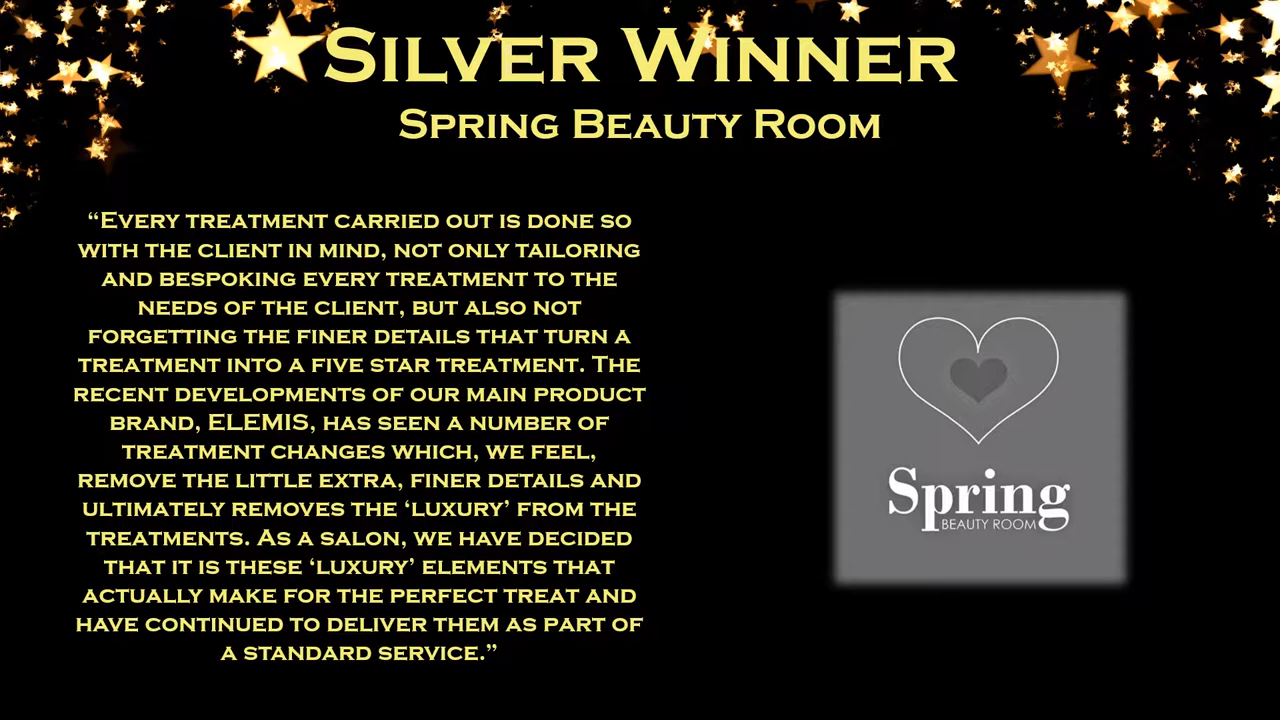 Silver Winner
Spring Beauty Room
“Every treatment carried out is done so
with the client in mind, not only tailoring
and bespoking every treatment to the
needs of the client, but also not
forgetting the finer details that turn a
treatment into a five star treatment. The
recent developments of our main product
brand, ELEMIS, has seen a number of
treatment changes which, we feel,
remove the little extra, finer details and
ultimately removes the ‘luxury’ from the
treatments. As a salon, we have decided
that it is these ‘luxury’ elements that
actually make for the perfect treat and
have continued to deliver them as part of
a standard service.”
Spring
BEAUTY ROOM